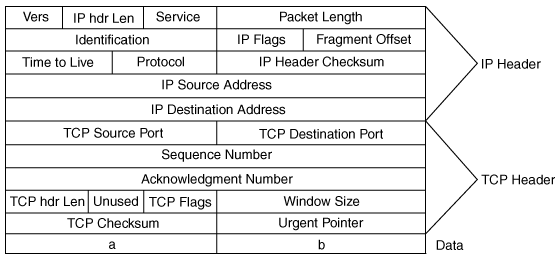 Vers IP hdr Len Service Packet Length
Identification IP Flags Fragment Offset
Time to Live Protocol IP Header Checksum
IP Header
IP Source Address
IP Destination Address
TCP Source Port TCP Destination Port
Sequence Number
Acknowledgment Number
TCP Header
TCP hdr Len Unused TCP Flags Window Size
TCP Checksum Urgent Pointer
a b Data